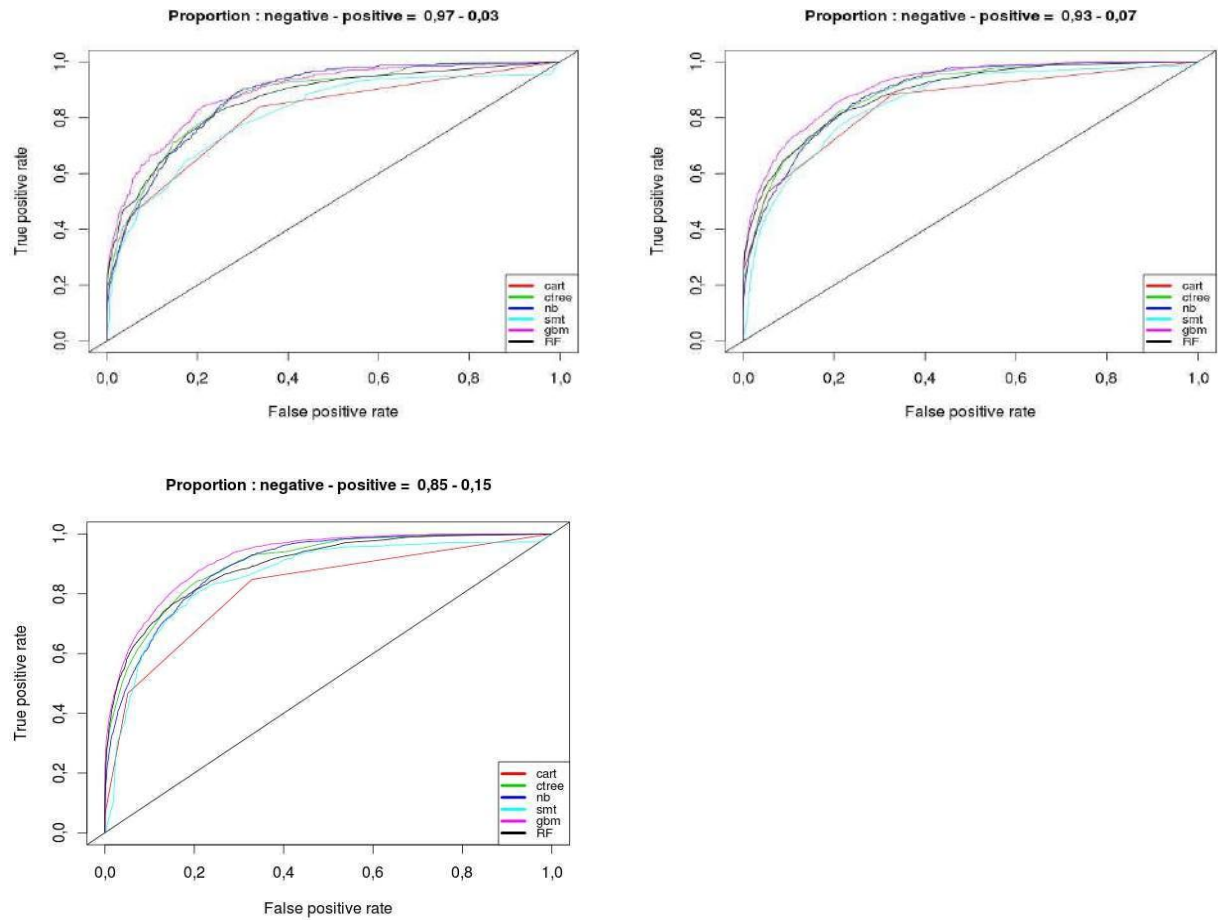 Proportion : negative - positive = 0,97 - 0,03
True positive rate
1,0
0,8
0,6
0,4
0,2
0,0
cart
ctree
nb
smt
gbm
RF
0,0 0,2 0,4 0,6 0,8 1,0
False positive rate
Proportion : negative - positive = 0,93 - 0,07
True positive rate
1,0
0,8
0,6
0,4
0,2
0,0
cart
ctree
nb
smt
gbm
RF
0,0 0,2 0,4 0,6 0,8 1,0
False positive rate
Proportion : negative - positive = 0,85 - 0,15
True positive rate
1,0
0,8
0,6
0,4
0,2
0,0
cart
ctree
nb
smt
gbm
RF
0,0 0,2 0,4 0,6 0,8 1,0
False positive rate